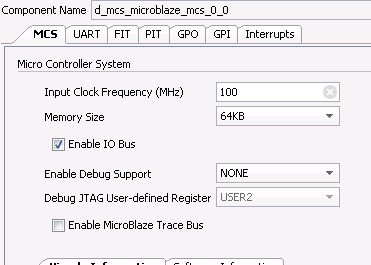 Component Name d_mcs_microblaze_mcs_0_0
MCS UART FIT PIT GPO GPI Interrupts
Micro Controller System
Input Clock Frequency (MHz) 100
Memory Size 64KB
Enable IO Bus
Enable Debug Support NONE
Debug JTAG User-defined Register USER2
Enable MicroBlaze Trace Bus